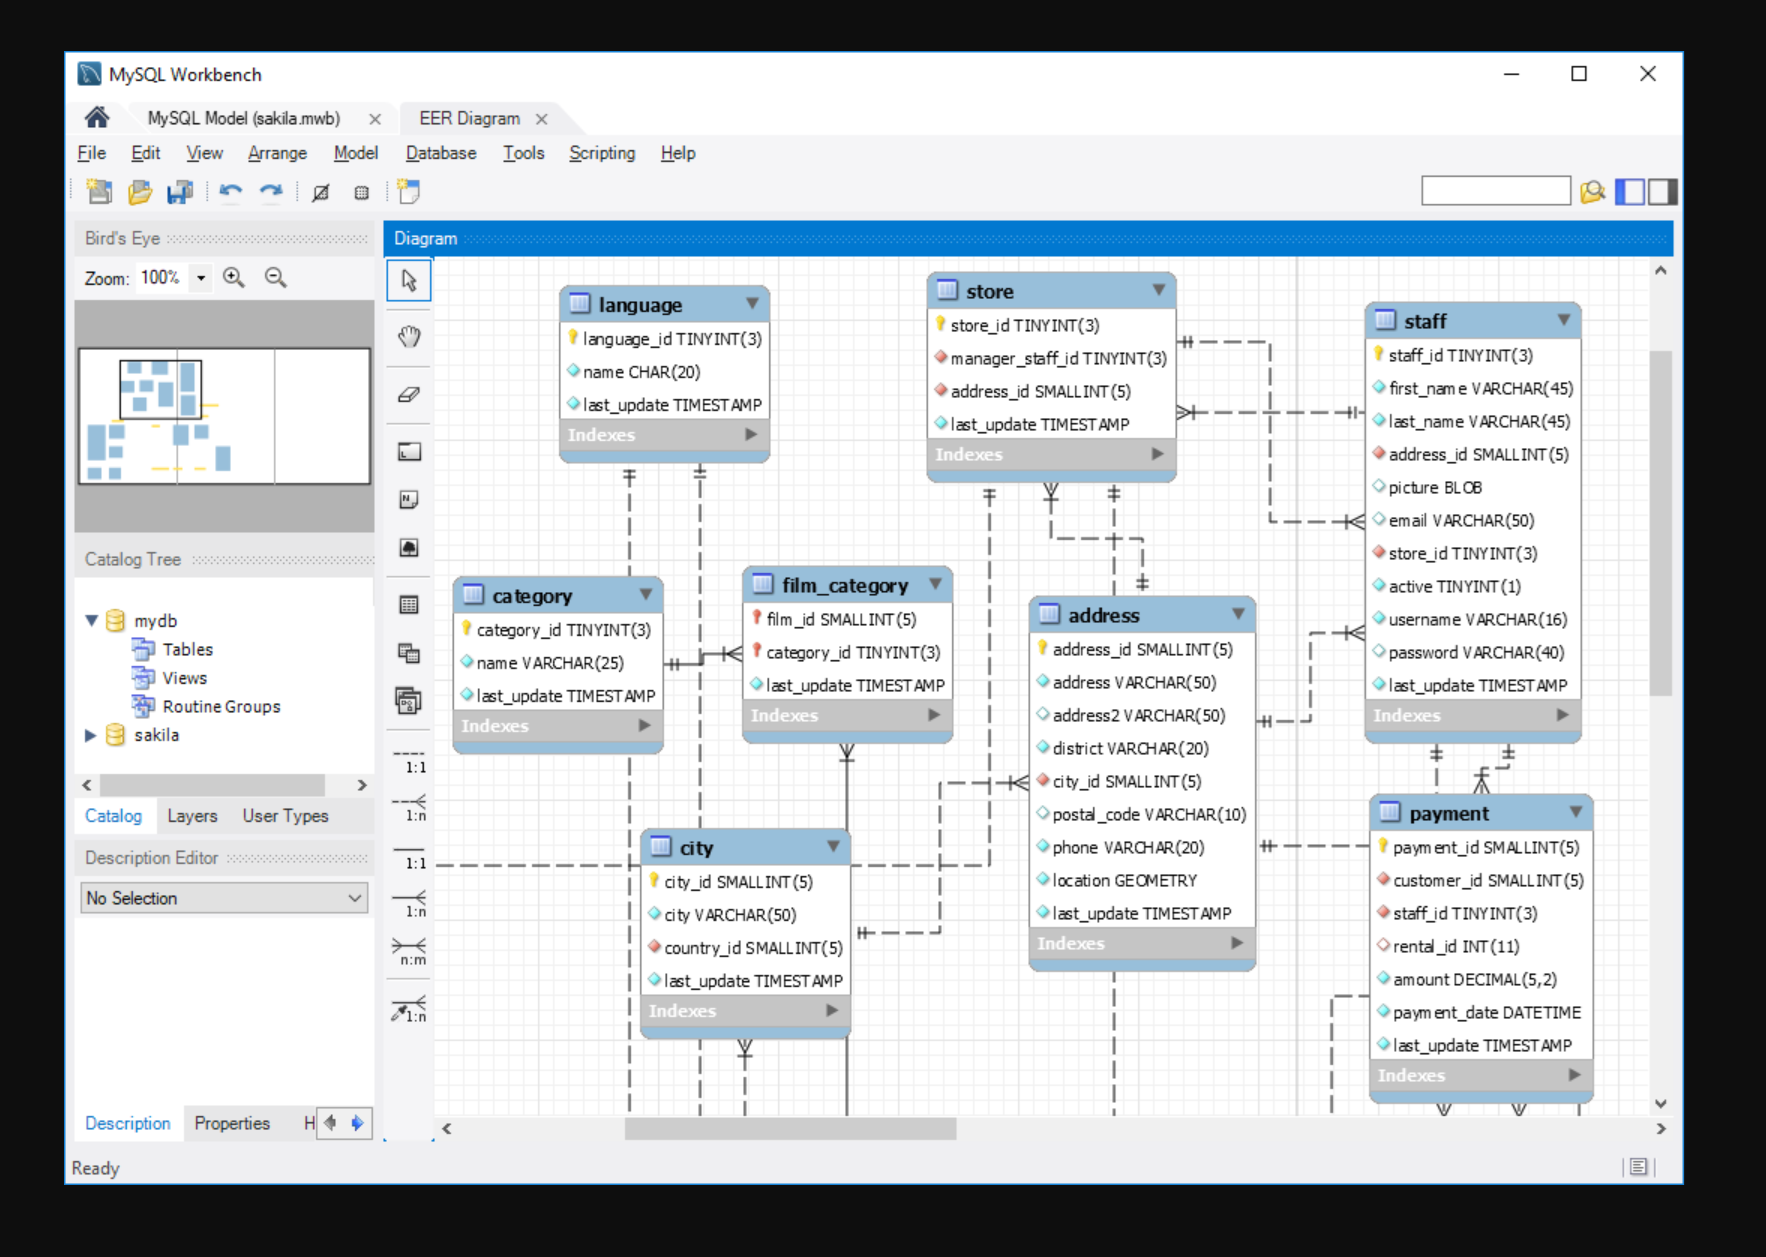 MySQL Workbench
MySQL Model (sakila.mwb)
EER Diagram
File Edit View Arrange Model Database Tools Scripting Help
Bird's Eye
Zoom: 100%
Catalog Tree
mydb
Tables
Views
Routine Groups
sakila
Catalog Layers User Types
Description Editor
No Selection
Description Properties H
Ready
Diagram
1:1
1:n
1:1
1:n
n:m
1:n
language
language_id TINYINT(3)
name CHAR(20)
last_update TIMESTAMP
Indexes
store
store_id TINYINT(3)
manager_staff_id TINYINT(3)
address_id SMALLINT(5)
last_update TIMESTAMP
Indexes
staff
staff_id TINYINT(3)
first_name VARCHAR(45)
last_name VARCHAR(45)
address_id SMALLINT(5)
picture BLOB
email VARCHAR(50)
store_id TINYINT(3)
active TINYINT(1)
username VARCHAR(16)
password VARCHAR(40)
last_update TIMESTAMP
Indexes
category
category_id TINYINT(3)
name VARCHAR(25)
last_update TIMESTAMP
Indexes
film_category
film_id SMALLINT(5)
category_id TINYINT(3)
last_update TIMESTAMP
Indexes
address
address_id SMALLINT(5)
address VARCHAR(50)
address2 VARCHAR(50)
district VARCHAR(20)
city_id SMALLINT(5)
postal_code VARCHAR(10)
phone VARCHAR(20)
location GEOMETRY
last_update TIMESTAMP
Indexes
city
city_id SMALLINT(5)
city VARCHAR(50)
country_id SMALLINT(5)
last_update TIMESTAMP
Indexes
payment
payment_id SMALLINT(5)
customer_id SMALLINT(5)
staff_id TINYINT(3)
rental_id INT(11)
amount DECIMAL(5,2)
payment_date DATETIME
last_update TIMESTAMP
Indexes